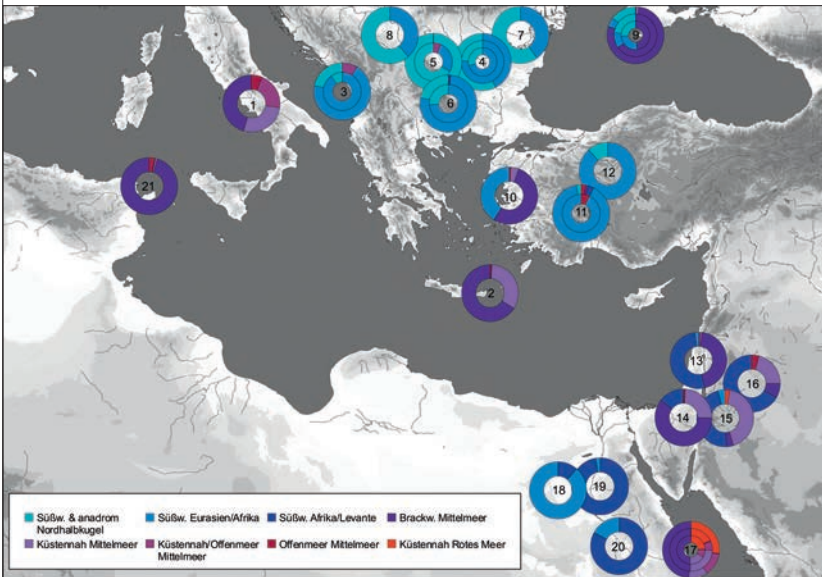 8
7
9
5
4
3
6
1
12
21
10
11
2
13
16
14
15
18
19
20
17
Süßw. & anadrom
Nordhalbkugel
Süßw. Eurasien/Afrika
Süßw. Afrika/Levante
Brackw. Mittelmeer
Küstennah Mittelmeer
Küstennah/Offenmeer
Mittelmeer
Offenmeer Mittelmeer
Küstennah Rotes Meer